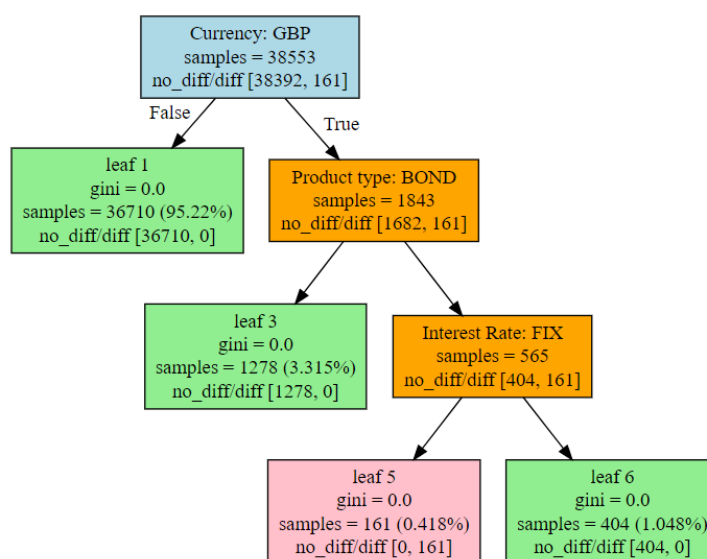 Currency: GBP
samples = 38553
no_diff/diff [38392, 161]
False
True
leaf 1
gini = 0.0
samples = 36710 (95.22%)
no_diff/diff [36710, 0]
Product type: BOND
samples = 1843
no_diff/diff [1682, 161]
leaf 3
gini = 0.0
samples = 1278 (3.315%)
no_diff/diff [1278, 0]
Interest Rate: FIX
samples = 565
no_diff/diff [404, 161]
leaf 5
gini = 0.0
samples = 161 (0.418%)
no_diff/diff [0, 161]
leaf 6
gini = 0.0
samples = 404 (1.048%)
no_diff/diff [404, 0]